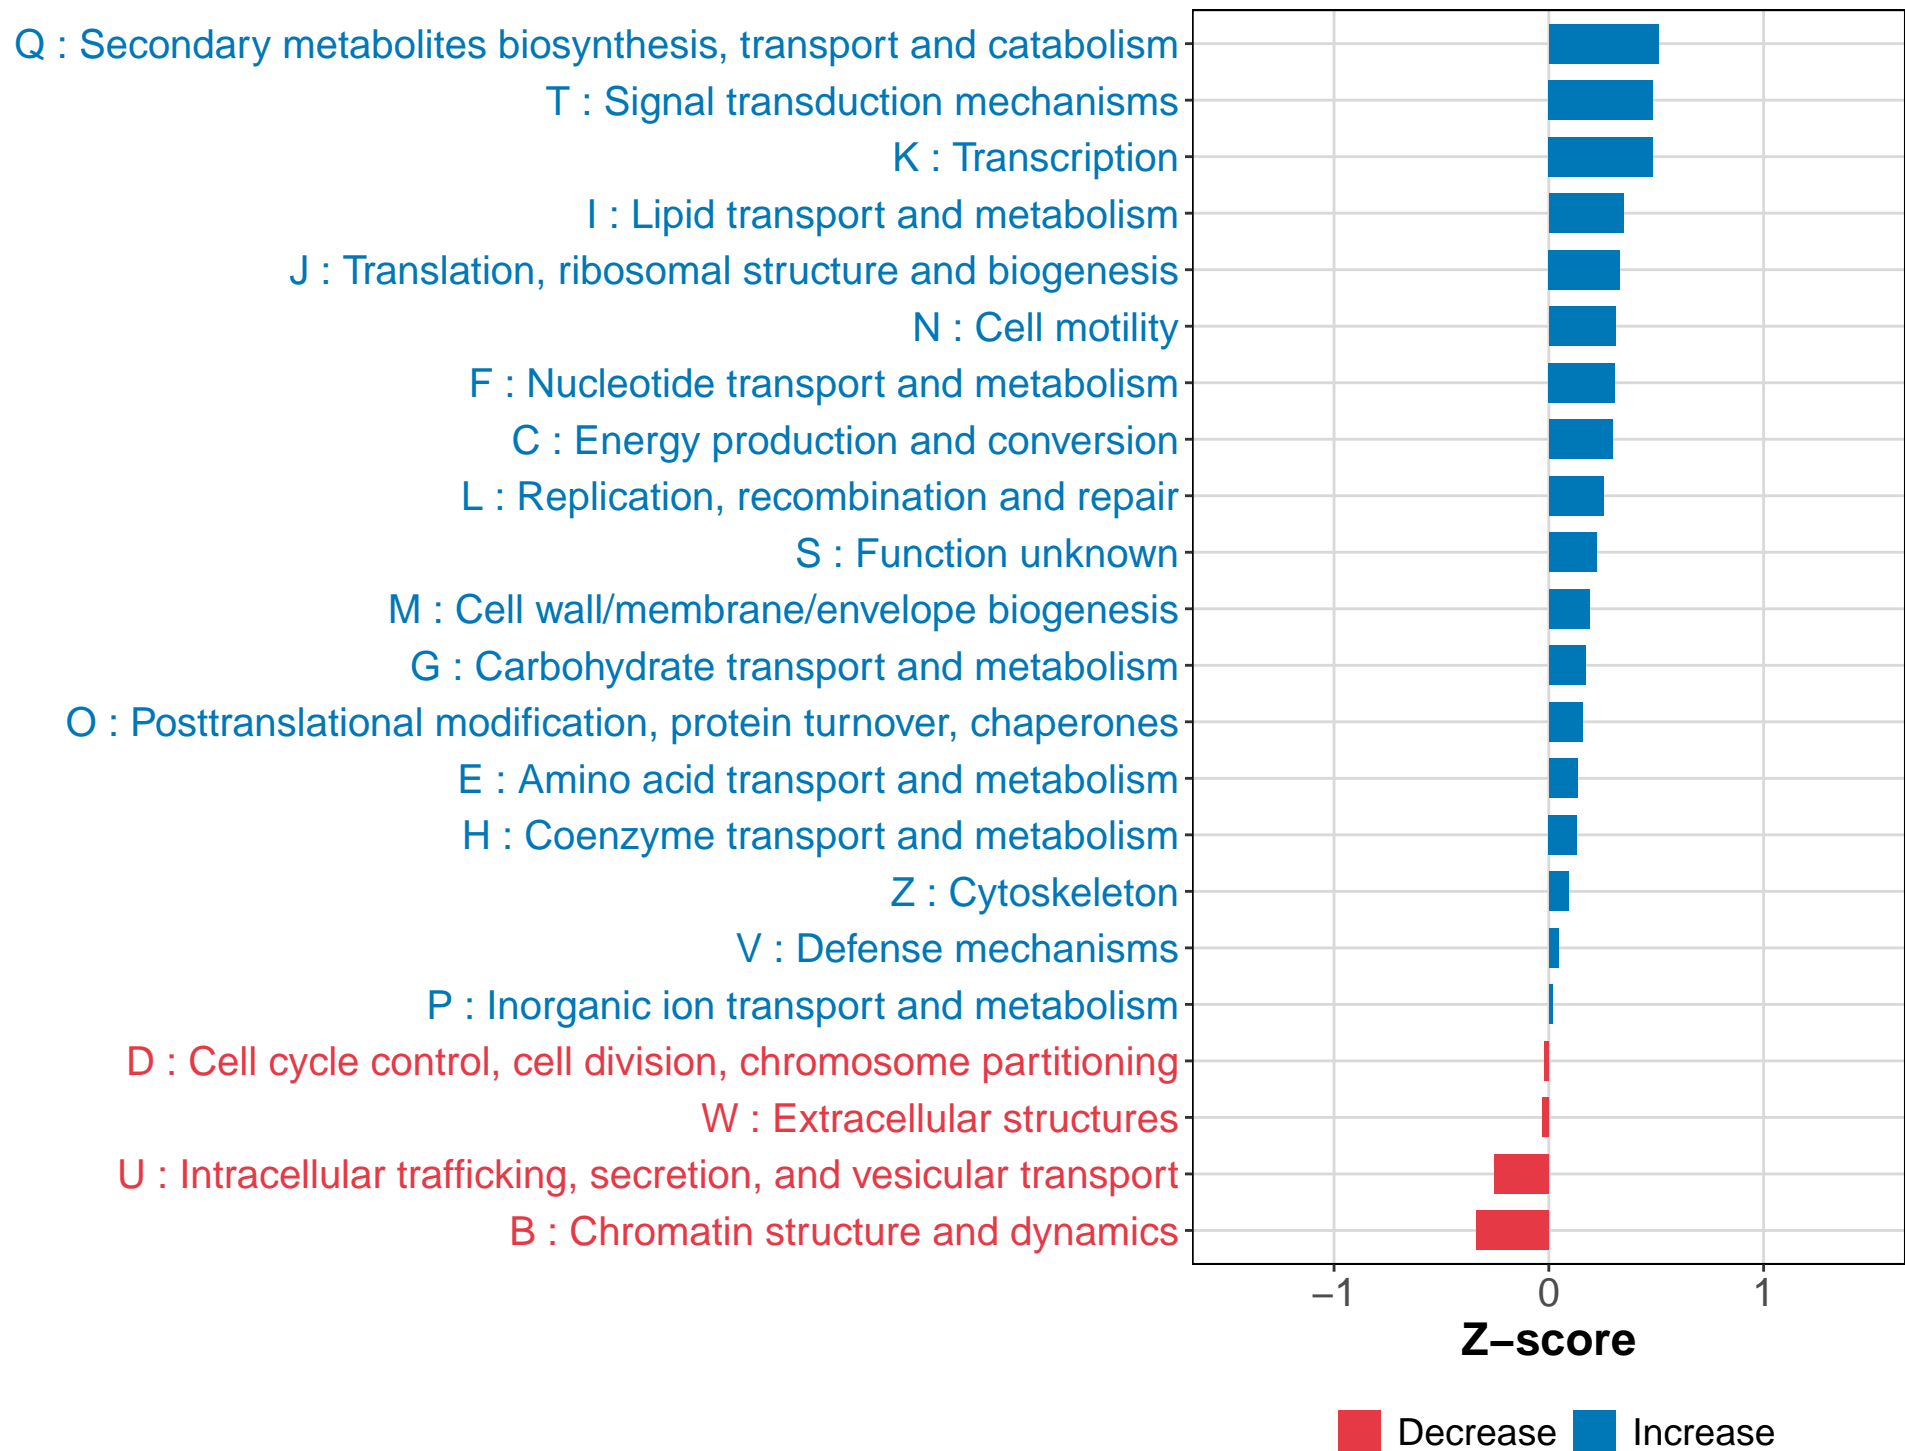 Q : Secondary metabolites biosynthesis, transport and catabolism
T : Signal transduction mechanisms
K : Transcription
I : Lipid transport and metabolism
J : Translation, ribosomal structure and biogenesis
N : Cell motility
F : Nucleotide transport and metabolism
C : Energy production and conversion
L : Replication, recombination and repair
S : Function unknown
M : Cell wall/membrane/envelope biogenesis
G : Carbohydrate transport and metabolism
O : Posttranslational modification, protein turnover, chaperones
E : Amino acid transport and metabolism
H : Coenzyme transport and metabolism
Z : Cytoskeleton
V : Defense mechanisms
P : Inorganic ion transport and metabolism
D : Cell cycle control, cell division, chromosome partitioning
W : Extracellular structures
U : Intracellular trafficking, secretion, and vesicular transport
B : Chromatin structure and dynamics
−1 0 1
Z−score
Decrease Increase